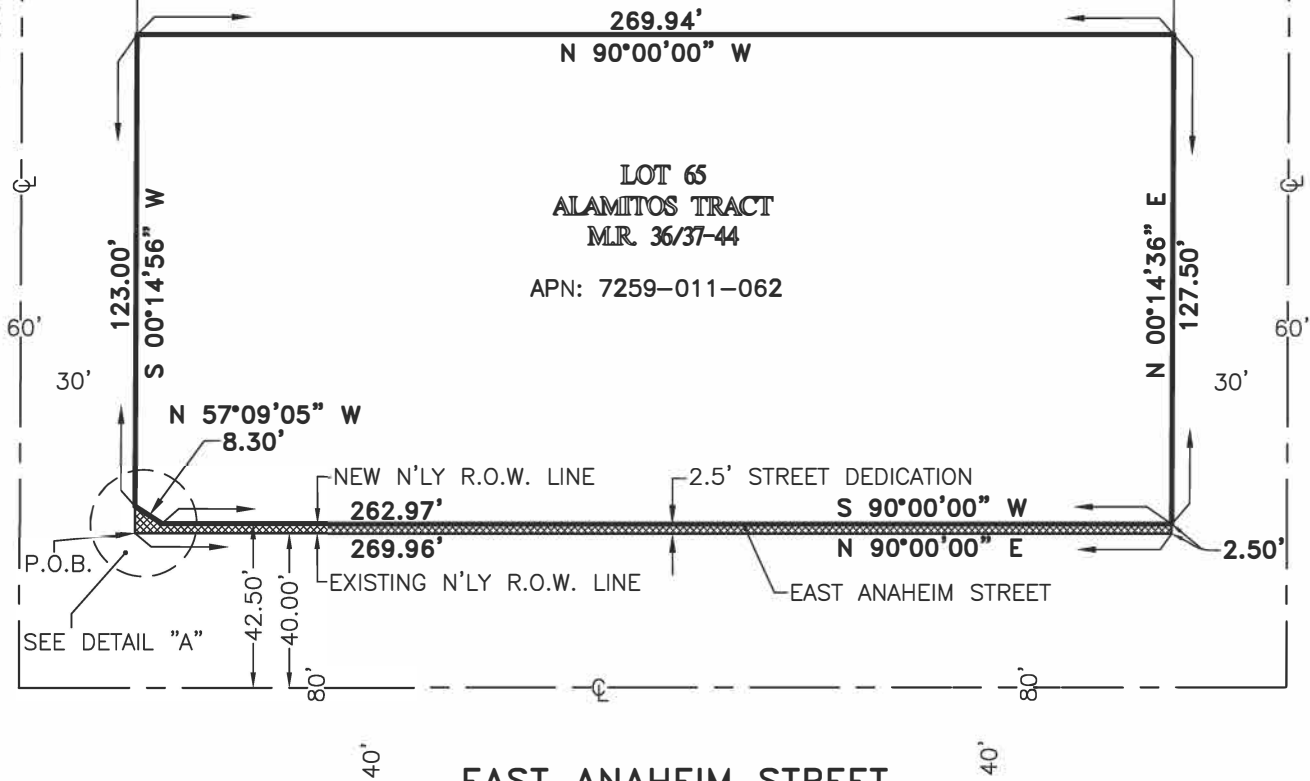 269.94'
N 90°00'00" W
LOT 65
ALAMITOS TRACT
M.R. 36/37-44
APN: 7259-011-062
123.00'
S 00°14'56" W
N 00°14'36" E
127.50'
60'
60'
30'
30'
N 57°09'05" W
8.30'
NEW N'LY R.O.W. LINE
2.5' STREET DEDICATION
262.97'
S 90°00'00" W
269.96'
N 90°00'00" E
2.50'
P.O.B.
EXISTING N'LY R.O.W. LINE
EAST ANAHEIM STREET
SEE DETAIL "A"
42.50'
40.00'
80'
80'
40'
40'
EAST ANAHEIM STREET